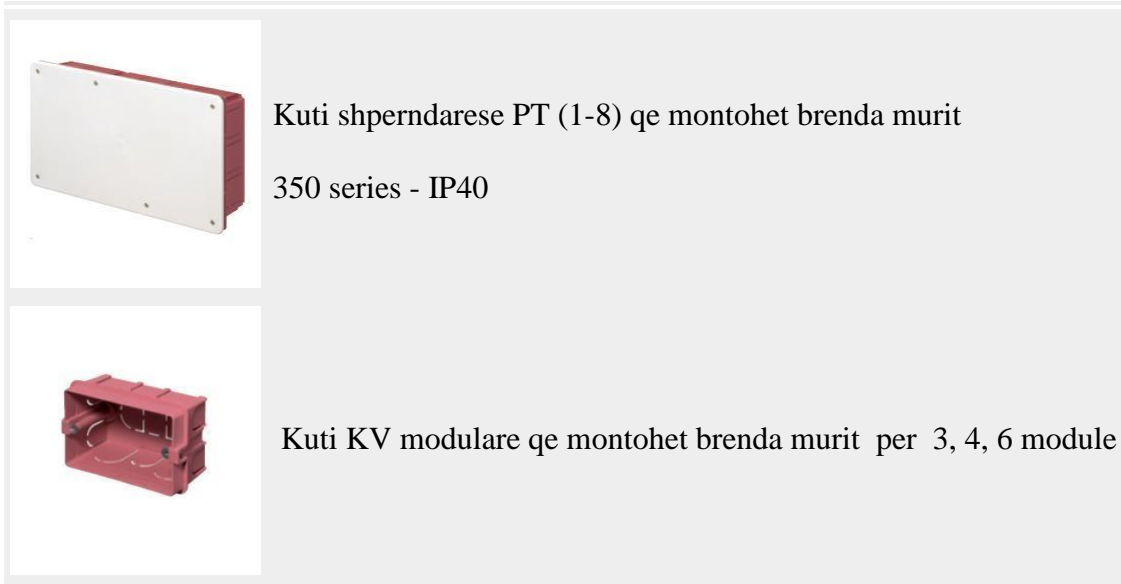 Kuti shperndarese PT (1-8) qe montohet brenda murit
350 series - IP40
Kuti KV modulare qe montohet brenda murit per 3, 4, 6 module